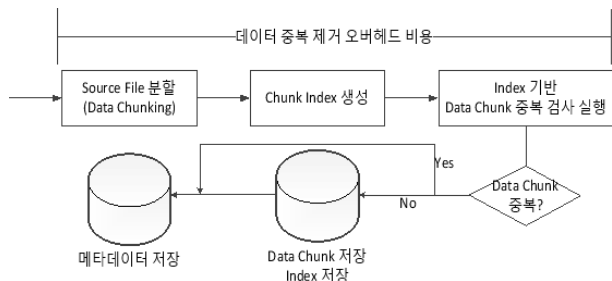 데이터 중복 제거 오버헤드 비용
Source File 분할
(Data Chunking)
Chunk Index 생성
Index 기반
Data Chunk 중복 검사 실행
Yes
Data Chunk
중복?
No
메타데이터 저장
Data Chunk 저장
Index 저장